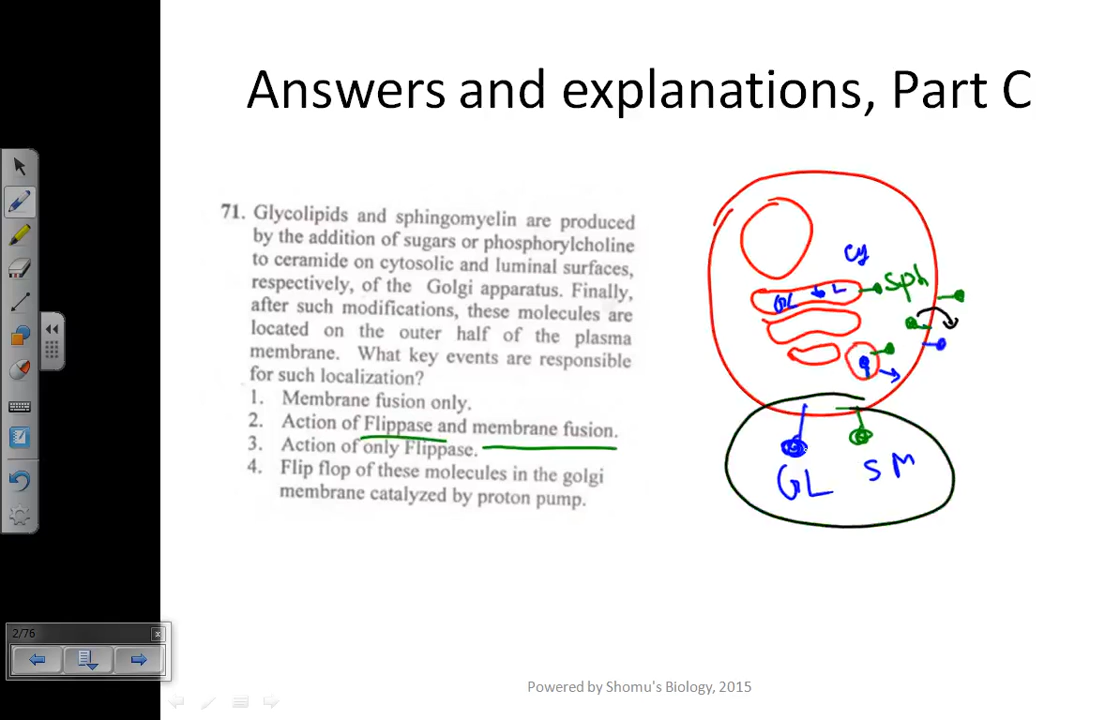 Answers and explanations, Part C
71. Glycolipids and sphingomyelin are produced
by the addition of sugars or phosphorylcholine
to ceramide on cytosolic and luminal surfaces,
respectively, of the Golgi apparatus. Finally,
after such modifications, these molecules are
located on the outer half of the plasma
membrane. What key events are responsible
for such localization?
1. Membrane fusion only.
2. Action of Flippase and membrane fusion.
3. Action of only Flippase.
4. Flip flop of these molecules in the golgi
membrane catalyzed by proton pump.
Cy
Sph
GL L
GL SM
2/76
Powered by Shomu's Biology, 2015